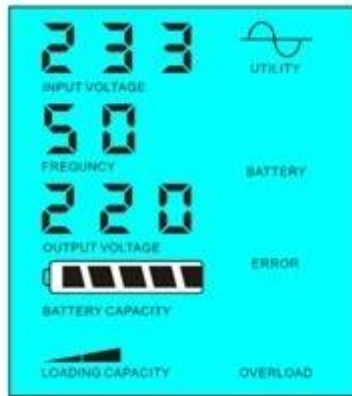 233
UTILITY
INPUT VOLTAGE
50
FREQUNCY
BATTERY
220
OUTPUT VOLTAGE
ERROR
BATTERY CAPACITY
LOADING CAPACITY
OVERLOAD